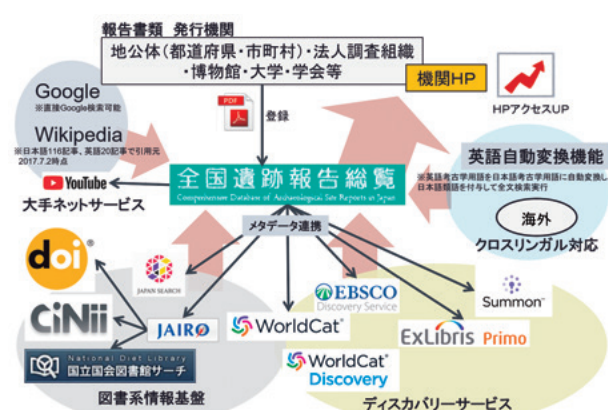 報告書類 発行機関
地公体(都道府県・市町村)・法人調査組織
・博物館・大学・学会等
機関HP
HPアクセスUP
PDF
登録
Google
※直接Google検索可能
Wikipedia
※日本語116記事、英語20記事で引用元
2017.7.2時点
YouTube
大手ネットサービス
全国遺跡報告総覧
Comprehensive Database of Archaeological Site Reports in Japan
英語自動変換機能
※英語考古学用語を日本語考古学用語に自動変換し
日本語類語を付与して全文検索実行
海外
クロスリンガル対応
メタデータ連携
doi®
JAPAN SEARCH
CiNii
JAIRO
National Diet Library
国立国会図書館サーチ
図書系情報基盤
WorldCat®
EBSCO
Discovery Service
Summon™
ExLibris Primo
WorldCat®
Discovery
ディスカバリーサービス